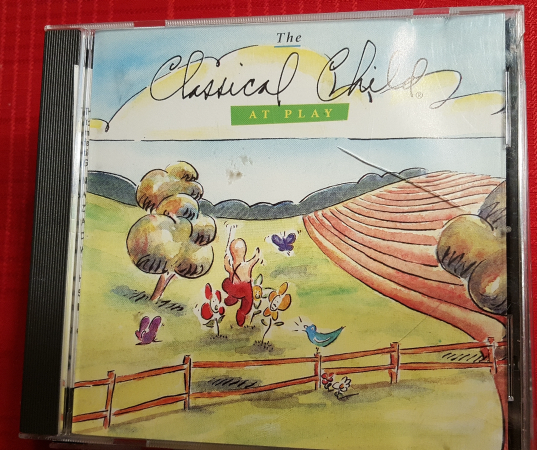 The
Classical Child®
AT PLAY